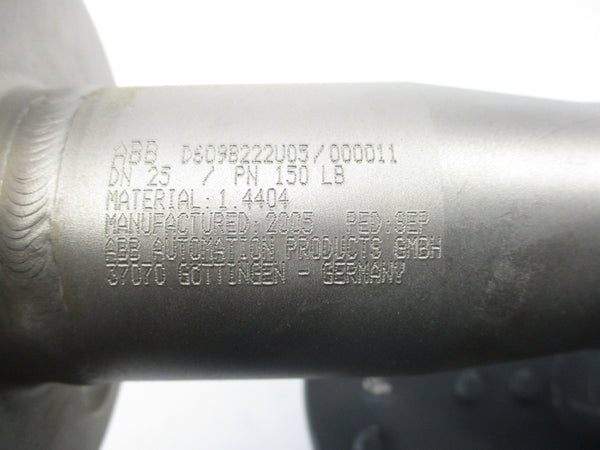 ABB D609B222U05/000011
DN 25 / PN 150 LB
MATERIAL:1.4404
MANUFACTURED:2005 PED:SEP
ABB AUTOMATION PRODUCTS GMBH
37070 GÖTTINGEN - GERMANY